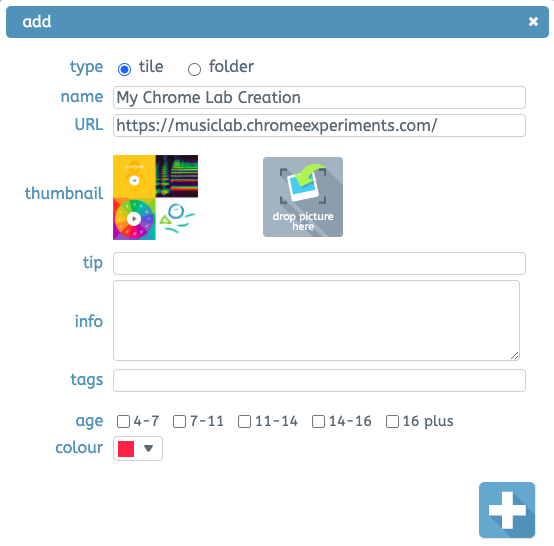 add
type tile folder
name My Chrome Lab Creation
URL https://musiclab.chromeexperiments.com/
thumbnail
drop picture
here
tip
info
tags
age 4-7 7-11 11-14 14-16 16 plus
colour